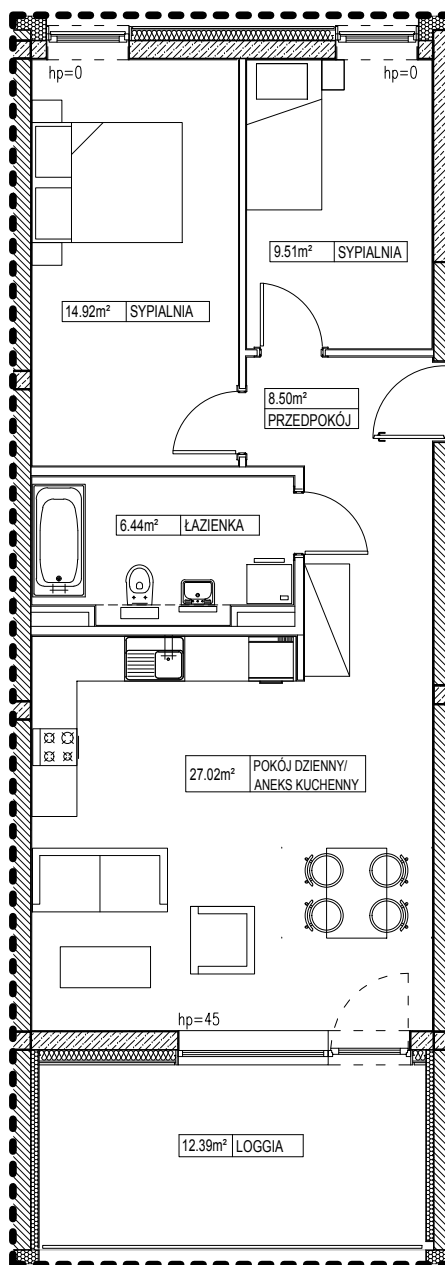 hp=0
hp=0
9.51m² SYPIALNIA
14.92m² SYPIALNIA
8.50m²
PRZEDPOKÓJ
6.44m² ŁAZIENKA
27.02m² POKÓJ DZIENNY/
ANEKS KUCHENNY
hp=45
12.39m² LOGGIA